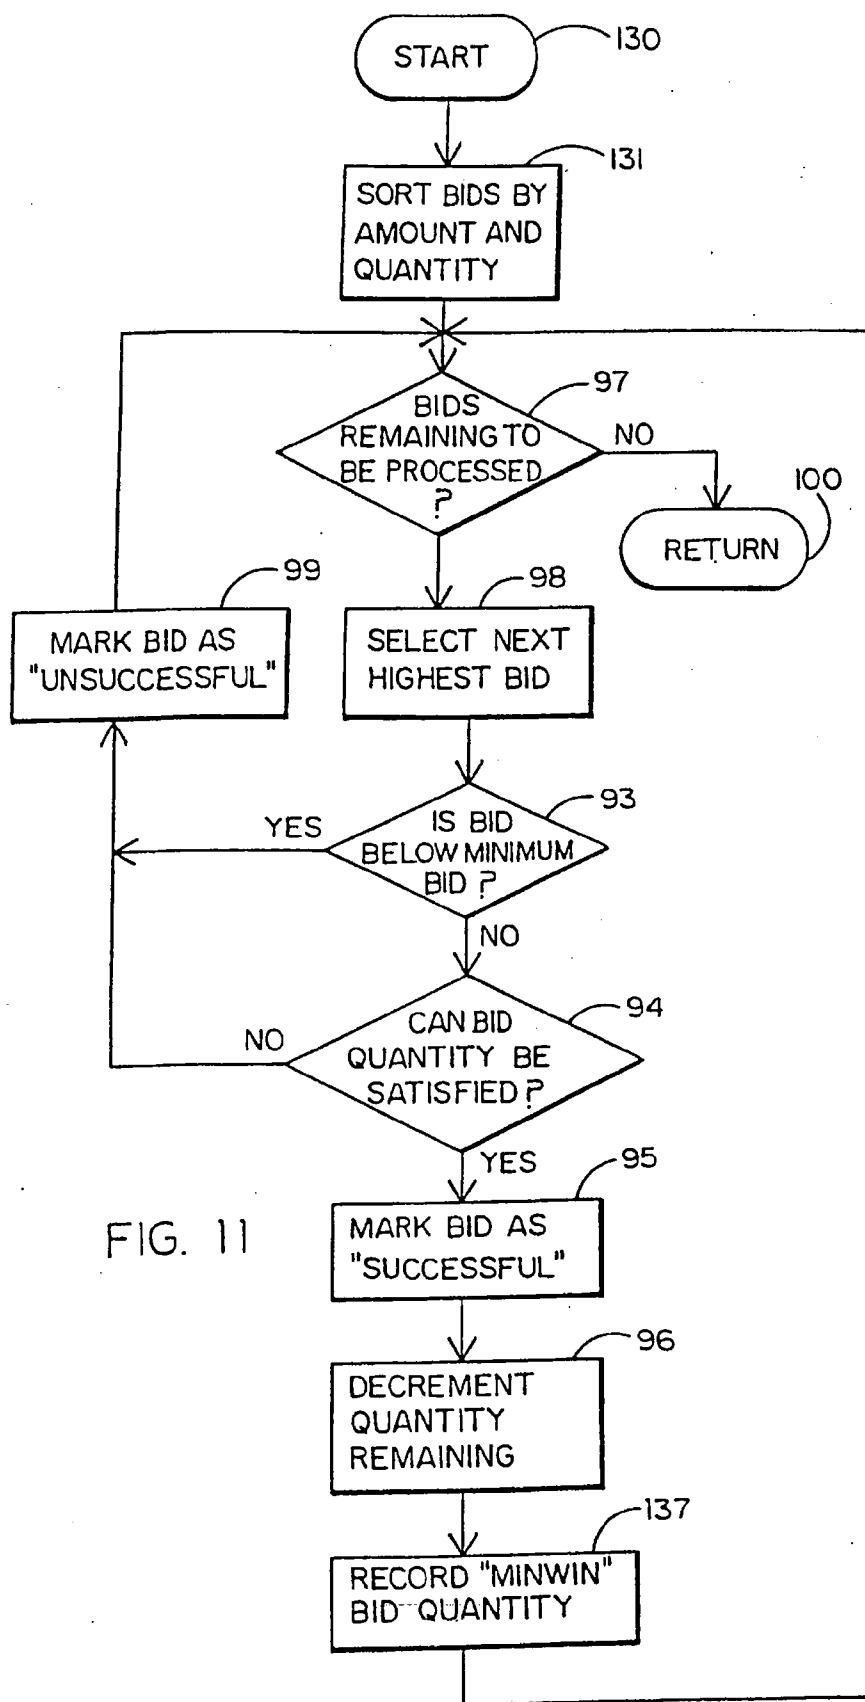 START
130
131
SORT BIDS BY
AMOUNT AND
QUANTITY
97
BIDS
REMAINING TO
BE PROCESSED
?
NO
100
RETURN
99
MARK BID AS
"UNSUCCESSFUL"
98
SELECT NEXT
HIGHEST BID
93
YES
IS BID
BELOW MINIMUM
BID ?
NO
94
NO
CAN BID
QUANTITY BE
SATISFIED ?
YES
95
MARK BID AS
"SUCCESSFUL"
FIG. 11
96
DECREMENT
QUANTITY
REMAINING
137
RECORD "MINWIN"
BID QUANTITY